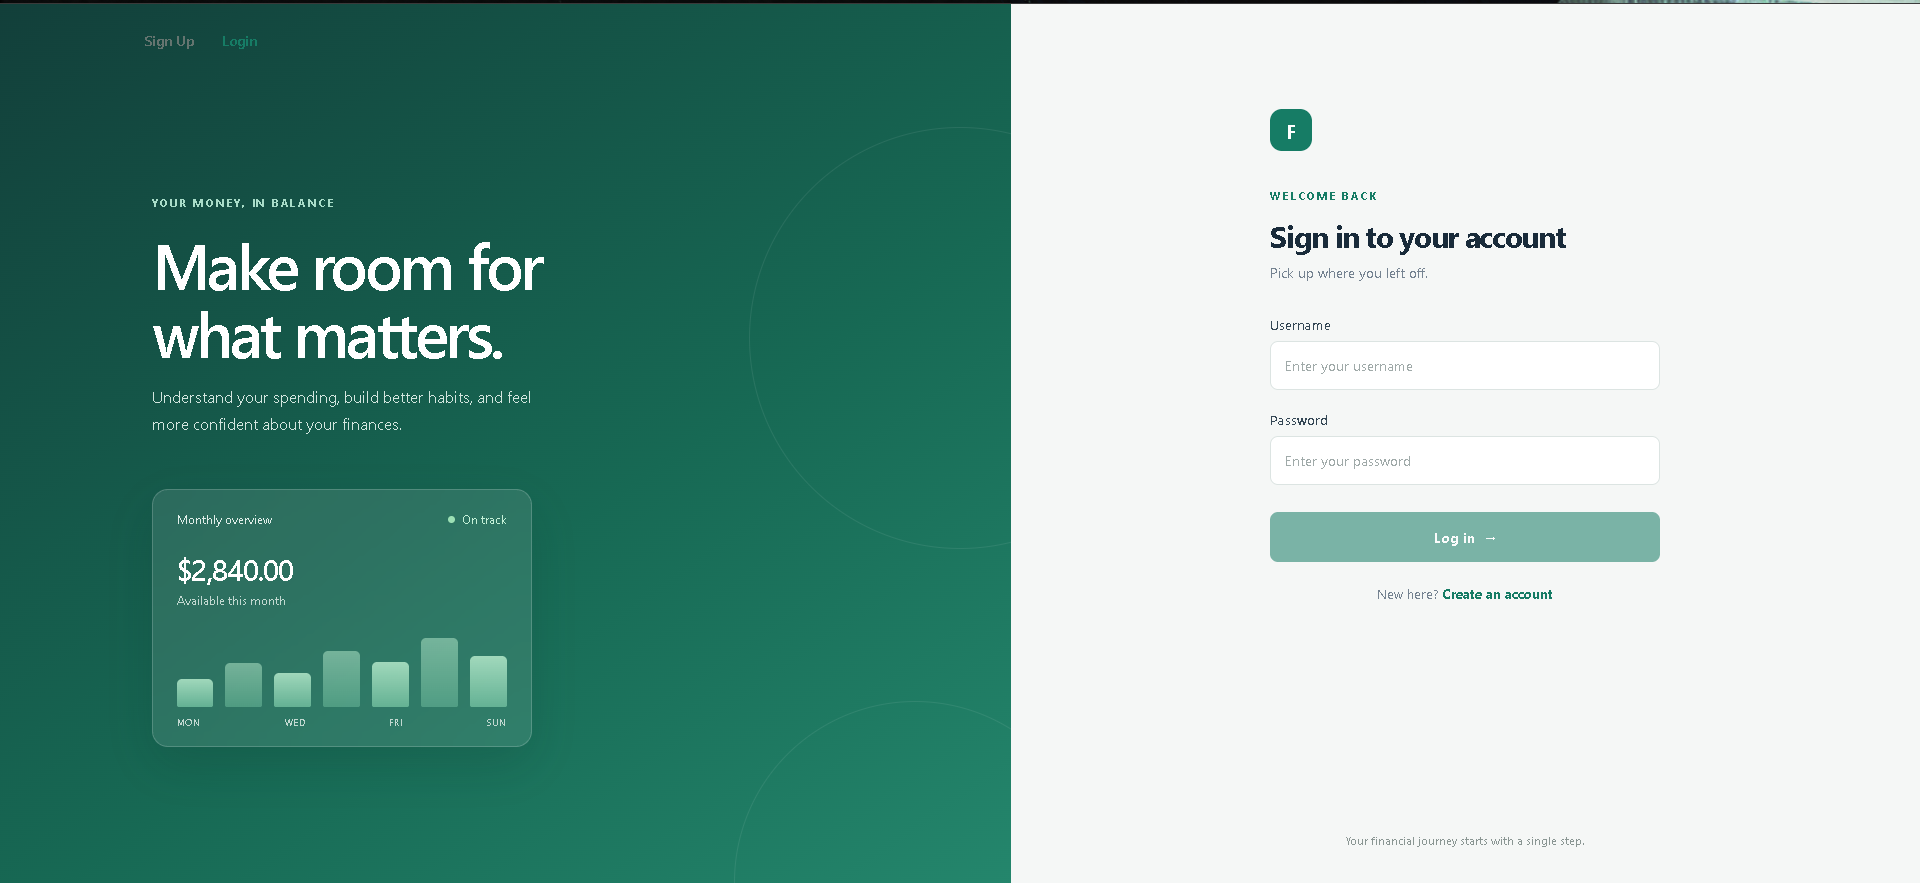 Sign Up Login
YOUR MONEY, IN BALANCE
Make room for
what matters.
Understand your spending, build better habits, and feel
more confident about your finances.
Monthly overview On track
$2,840.00
Available this month
MON WED FRI SUN
F
WELCOME BACK
Sign in to your account
Pick up where you left off.
Username
Enter your username
Password
Enter your password
Log in →
New here? Create an account
Your financial journey starts with a single step.